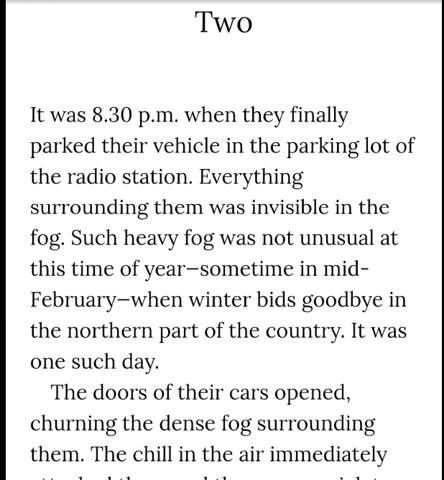 Two
It was 8.30 p.m. when they finally
parked their vehicle in the parking lot of
the radio station. Everything
surrounding them was invisible in the
fog. Such heavy fog was not unusual at
this time of year—sometime in mid-
February—when winter bids goodbye in
the northern part of the country. It was
one such day.
The doors of their cars opened,
churning the dense fog surrounding
them. The chill in the air immediately